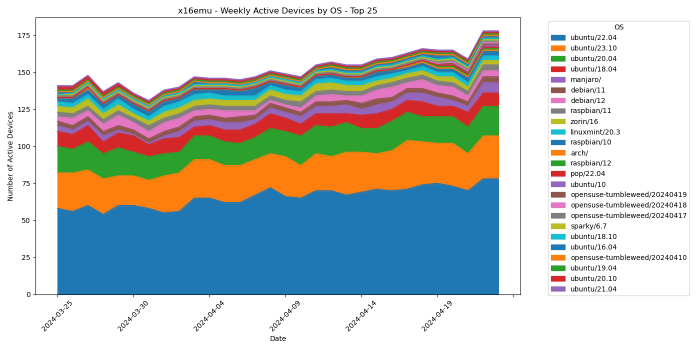 x16emu - Weekly Active Devices by OS - Top 25
Number of Active Devices
175
150
125
100
75
50
25
0
2024-03-25
2024-03-30
2024-04-04
2024-04-09
2024-04-14
2024-04-19
Date
OS
ubuntu/22.04
ubuntu/23.10
ubuntu/20.04
ubuntu/18.04
manjaro/
debian/11
debian/12
raspbian/11
zorin/16
linuxmint/20.3
raspbian/10
arch/
raspbian/12
pop/22.04
ubuntu/10
opensuse-tumbleweed/20240419
opensuse-tumbleweed/20240418
opensuse-tumbleweed/20240417
sparky/6.7
ubuntu/18.10
ubuntu/16.04
opensuse-tumbleweed/20240410
ubuntu/19.04
ubuntu/20.10
ubuntu/21.04